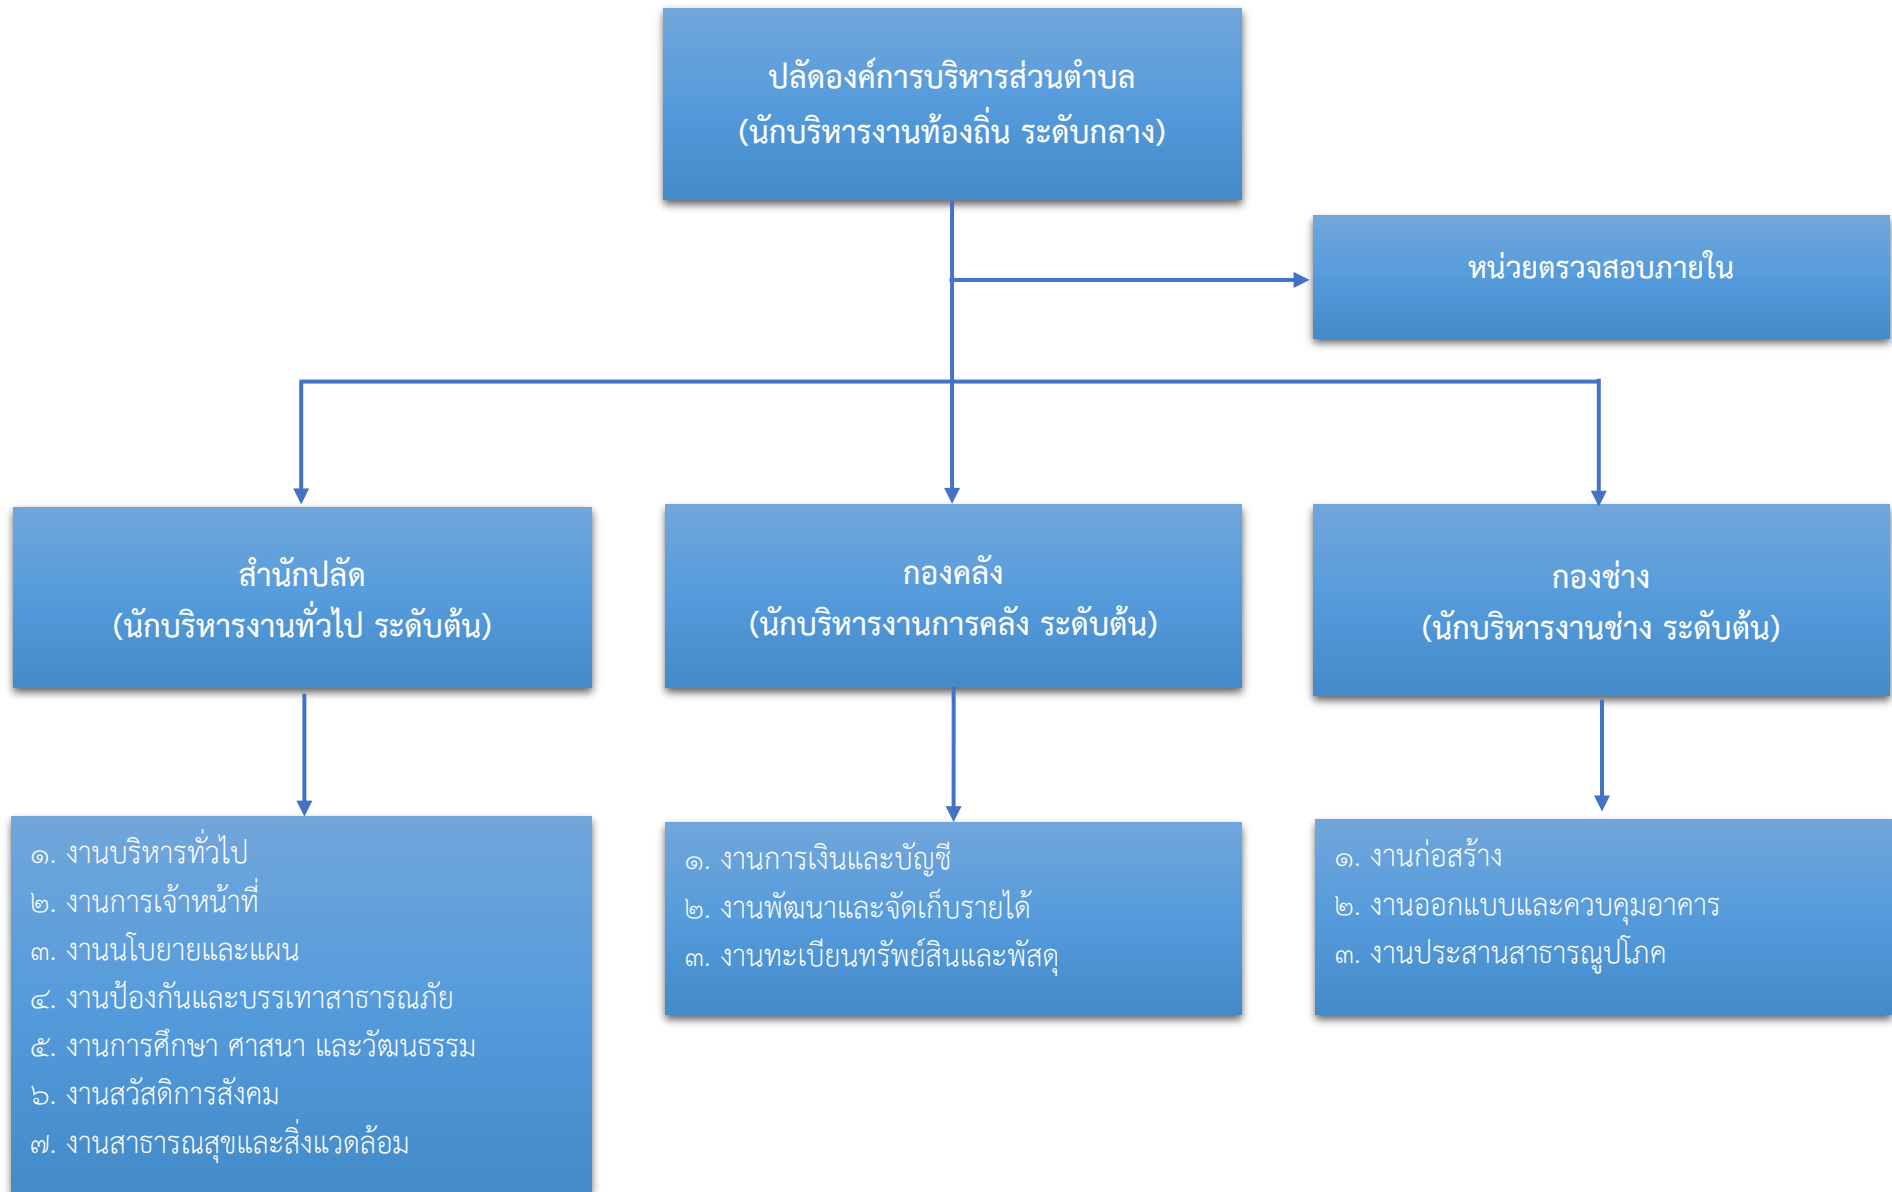 ปลัดองค์การบริหารส่วนตำบล
(นักบริหารงานท้องถิ่น ระดับกลาง)
หน่วยตรวจสอบภายใน
สำนักปลัด
(นักบริหารงานทั่วไป ระดับต้น)
กองคลัง
(นักบริหารงานการคลัง ระดับต้น)
กองช่าง
(นักบริหารงานช่าง ระดับต้น)
๑. งานบริหารทั่วไป
๒. งานการเจ้าหน้าที่
๓. งานนโบยายและแผน
๔. งานป้องกันและบรรเทาสาธารณภัย
๕. งานการศึกษา ศาสนา และวัฒนธรรม
๖. งานสวัสดิการสังคม
๗. งานสาธารณสุขและสิ่งแวดล้อม
๑. งานการเงินและบัญชี
๒. งานพัฒนาและจัดเก็บรายได้
๓. งานทะเบียนทรัพย์สินและพัสดุ
๑. งานก่อสร้าง
๒. งานออกแบบและควบคุมอาคาร
๓. งานประสานสาธารณูปโภค